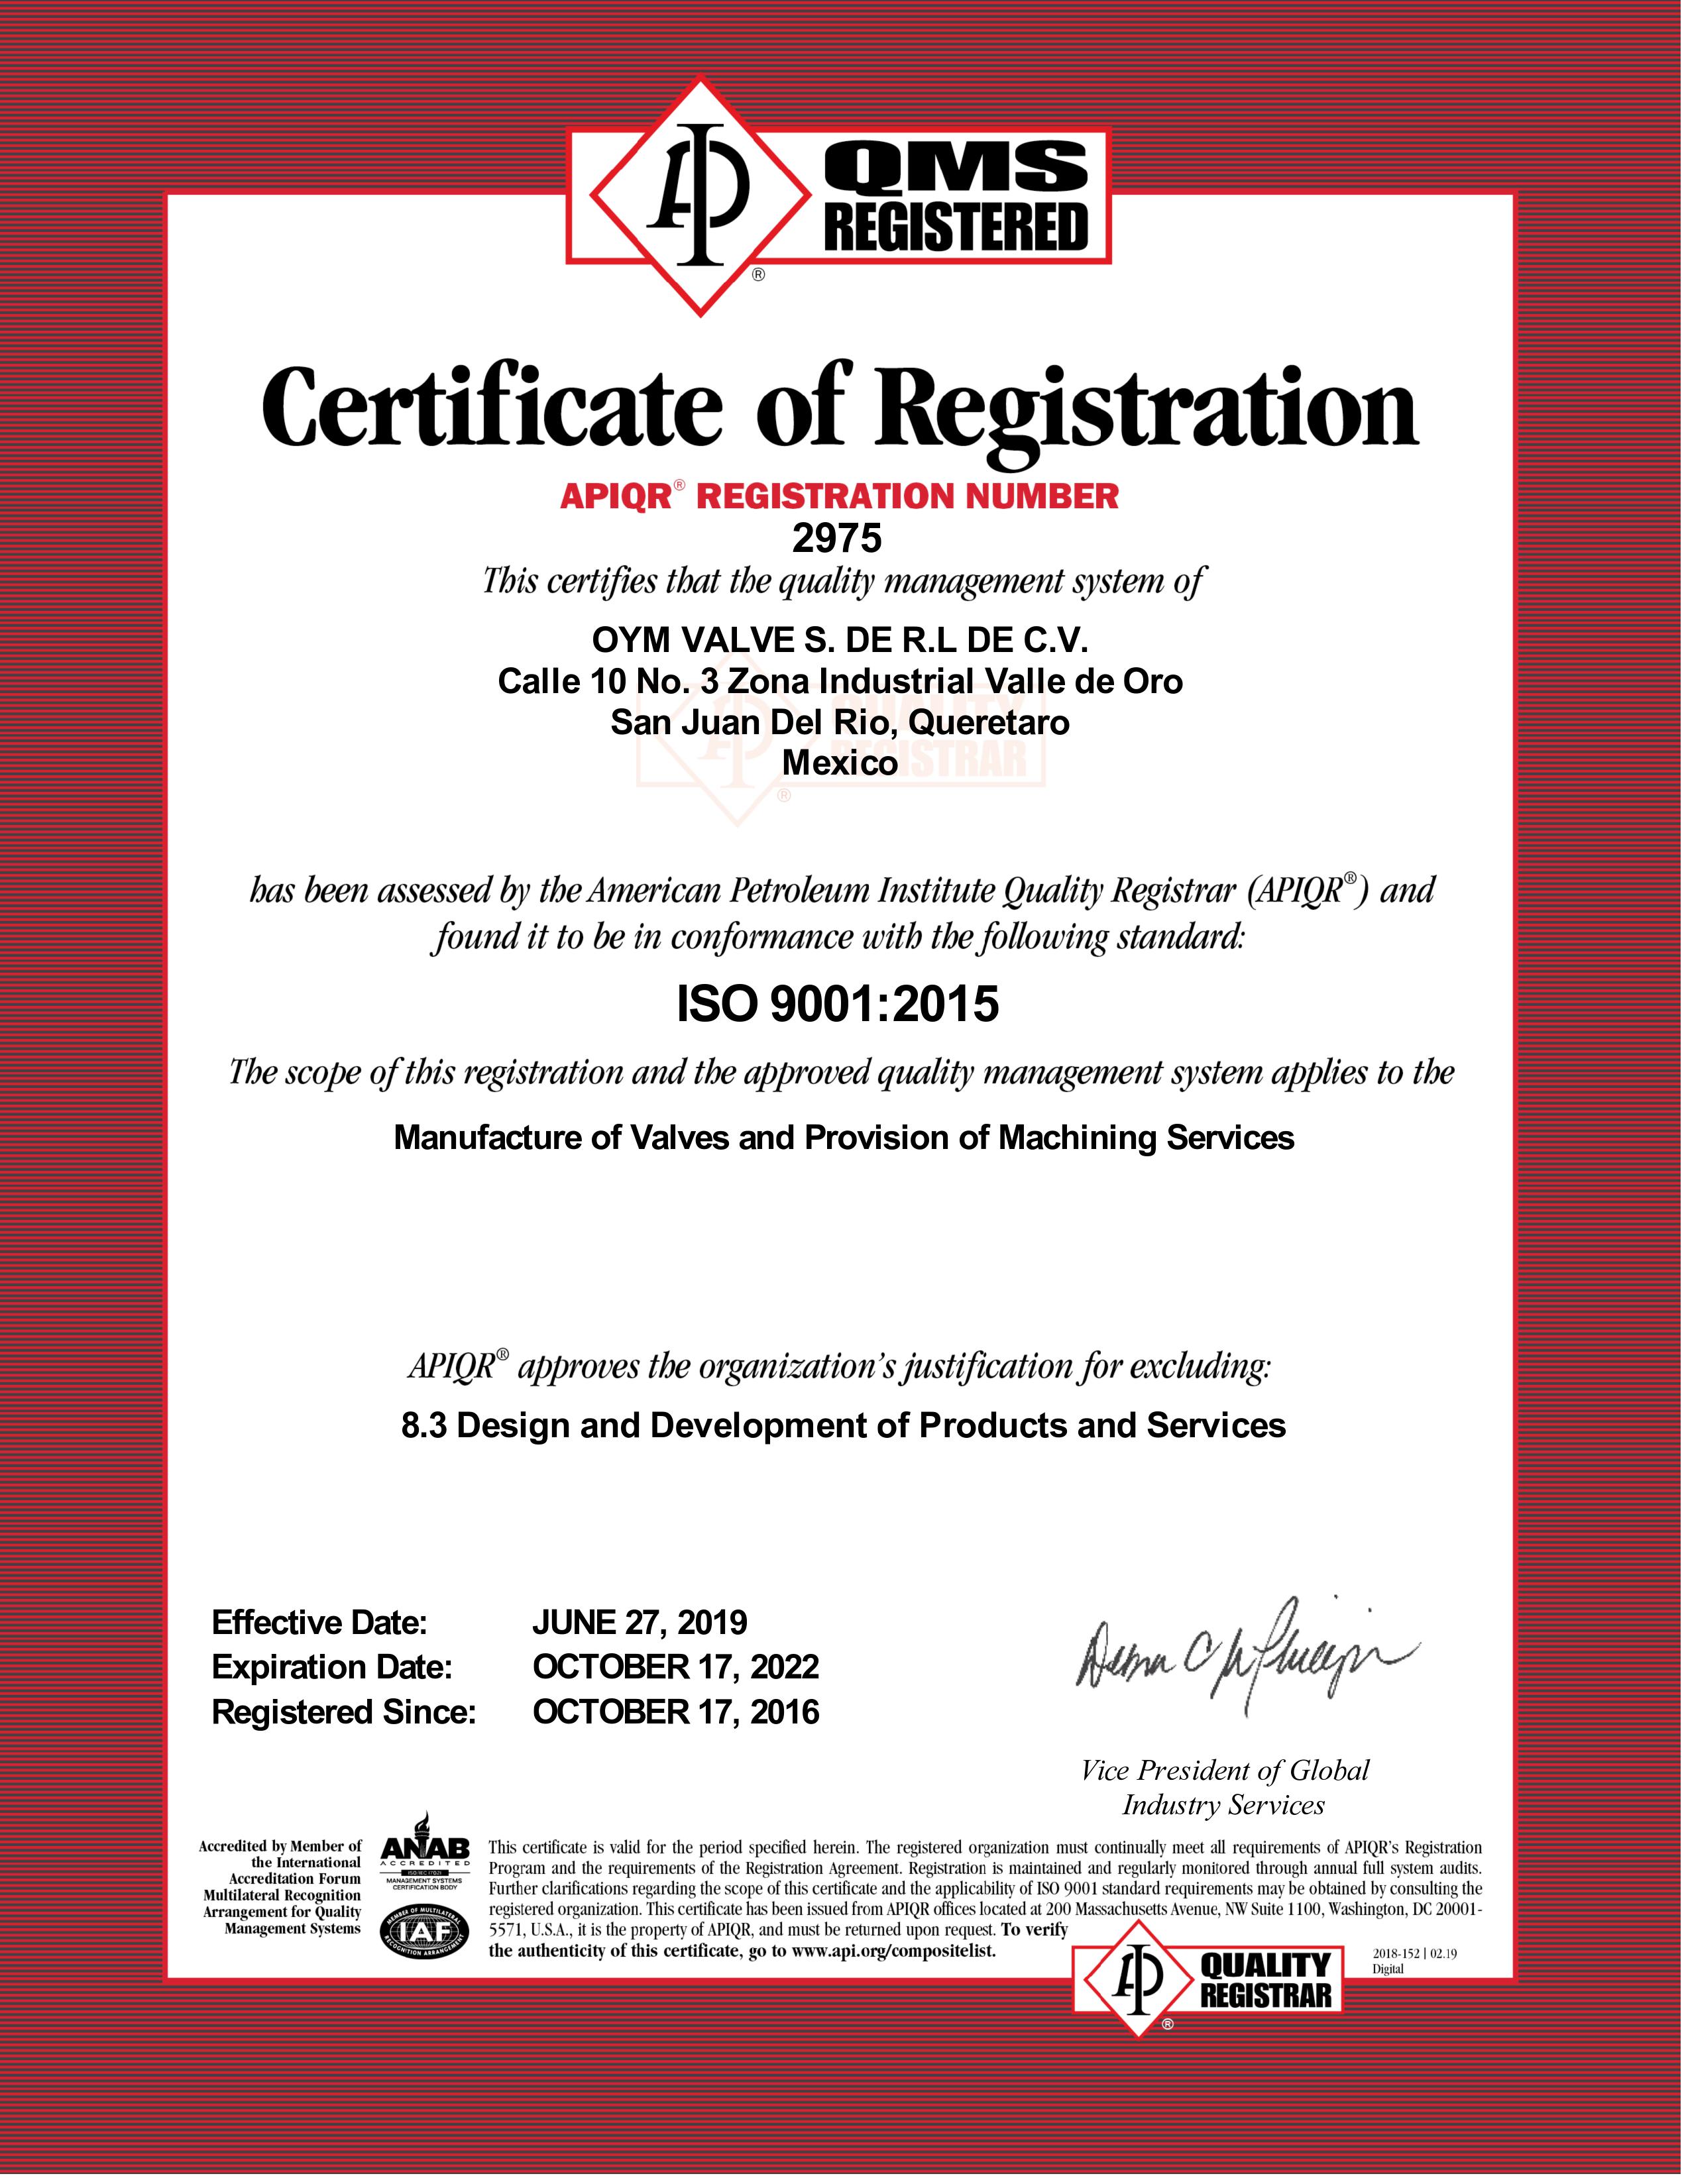 API QMS
REGISTERED
®
Certificate of Registration
APIQR® REGISTRATION NUMBER
2975
This certifies that the quality management system of
OYM VALVE S. DE R.L DE C.V.
Calle 10 No. 3 Zona Industrial Valle de Oro
San Juan Del Rio, Queretaro
Mexico
API QUALITY
REGISTRAR
®
has been assessed by the American Petroleum Institute Quality Registrar (APIQR®) and
found it to be in conformance with the following standard:
ISO 9001:2015
The scope of this registration and the approved quality management system applies to the
Manufacture of Valves and Provision of Machining Services
APIQR® approves the organization's justification for excluding:
8.3 Design and Development of Products and Services
Effective Date: JUNE 27, 2019
Expiration Date: OCTOBER 17, 2022
Registered Since: OCTOBER 17, 2016
Vice President of Global
Industry Services
Accredited by Member of
the International
Accreditation Forum
Multilateral Recognition
Arrangement for Quality
Management Systems
ANAB
ACCREDITED
ISO/IEC 17021
MANAGEMENT SYSTEMS
CERTIFICATION BODY
MEMBER OF MULTILATERAL
IAF
RECOGNITION ARRANGEMENT
This certificate is valid for the period specified herein. The registered organization must continually meet all requirements of APIQR's Registration
Program and the requirements of the Registration Agreement. Registration is maintained and regularly monitored through annual full system audits.
Further clarifications regarding the scope of this certificate and the applicability of ISO 9001 standard requirements may be obtained by consulting the
registered organization. This certificate has been issued from APIQR offices located at 200 Massachusetts Avenue, NW Suite 1100, Washington, DC 20001-
5571, U.S.A., it is the property of APIQR, and must be returned upon request. To verify
the authenticity of this certificate, go to www.api.org/compositelist.
API QUALITY
REGISTRAR
®
2018-152 | 02.19
Digital